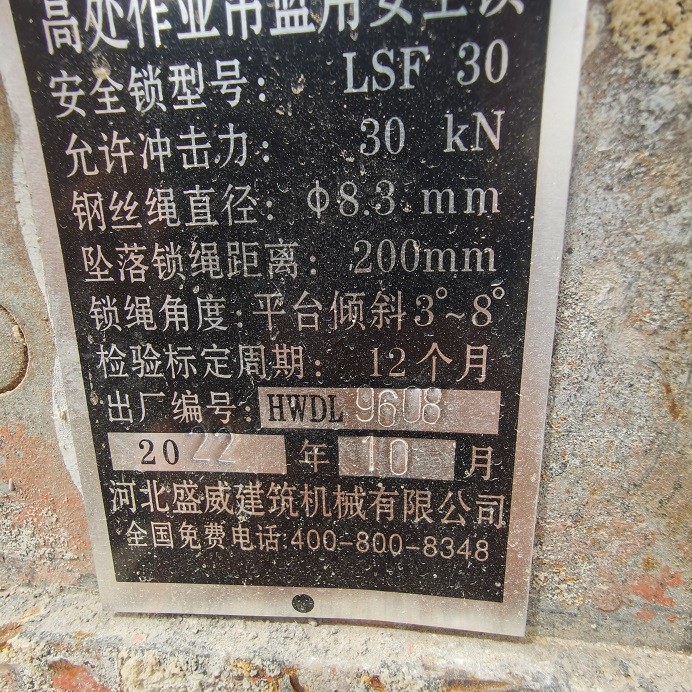 高处作业吊篮用安全锁
安全锁型号: LSF 30
允许冲击力: 30 kN
钢丝绳直径: φ8.3 mm
坠落锁绳距离: 200mm
锁绳角度: 平台倾斜3°~8°
检验标定周期: 12个月
出厂编号: HWDL 9608
2022 年 10 月
河北盛威建筑机械有限公司
全国免费电话:400-800-8348